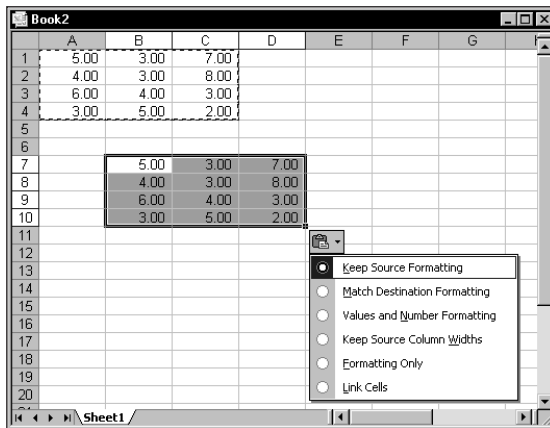 Book2
A B C D E F G H
1 5.00 3.00 7.00
2 4.00 3.00 8.00
3 6.00 4.00 3.00
4 3.00 5.00 2.00
5
6
7 5.00 3.00 7.00
8 4.00 3.00 8.00
9 6.00 4.00 3.00
10 3.00 5.00 2.00
11
12
13
14
15
16
17
18
19
20
Keep Source Formatting
Match Destination Formatting
Values and Number Formatting
Keep Source Column Widths
Formatting Only
Link Cells
Sheet1